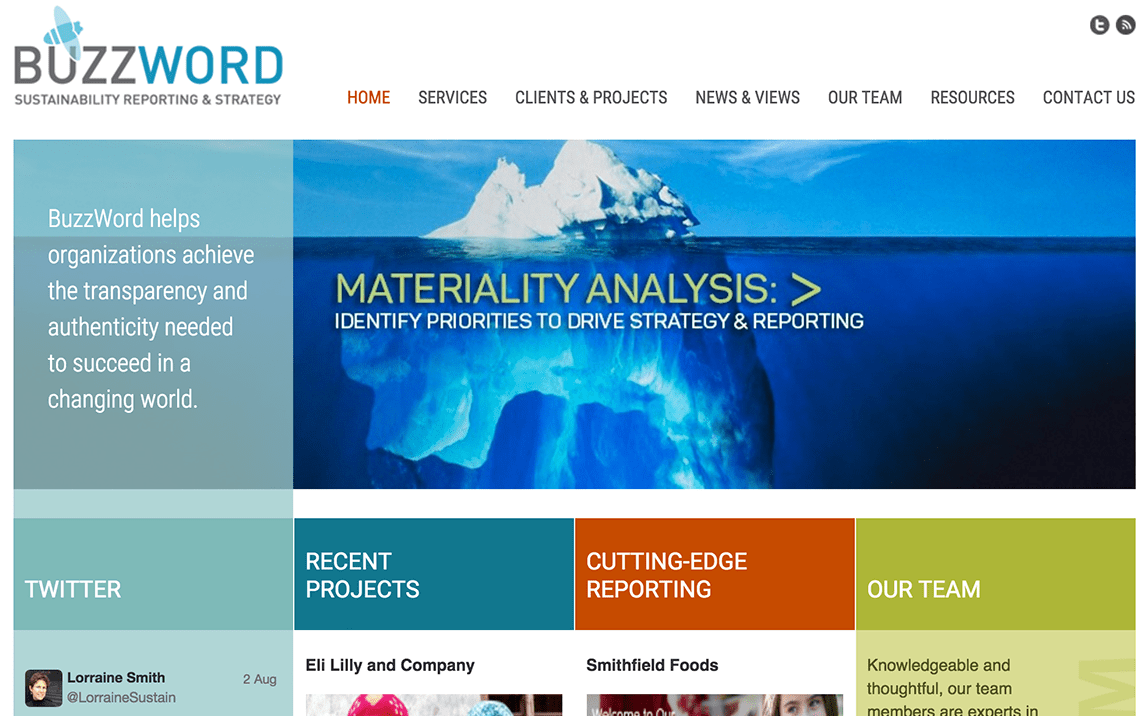 BUZZWORD
SUSTAINABILITY REPORTING & STRATEGY
HOME SERVICES CLIENTS & PROJECTS NEWS & VIEWS OUR TEAM RESOURCES CONTACT US
BuzzWord helps
organizations achieve
the transparency and
authenticity needed
to succeed in a
changing world.
MATERIALITY ANALYSIS: >
IDENTIFY PRIORITIES TO DRIVE STRATEGY & REPORTING
TWITTER
Lorraine Smith 2 Aug
@LorraineSustain
RECENT
PROJECTS
Eli Lilly and Company
CUTTING-EDGE
REPORTING
Smithfield Foods
Welcome to Our
OUR TEAM
Knowledgeable and
thoughtful, our team
members are experts in